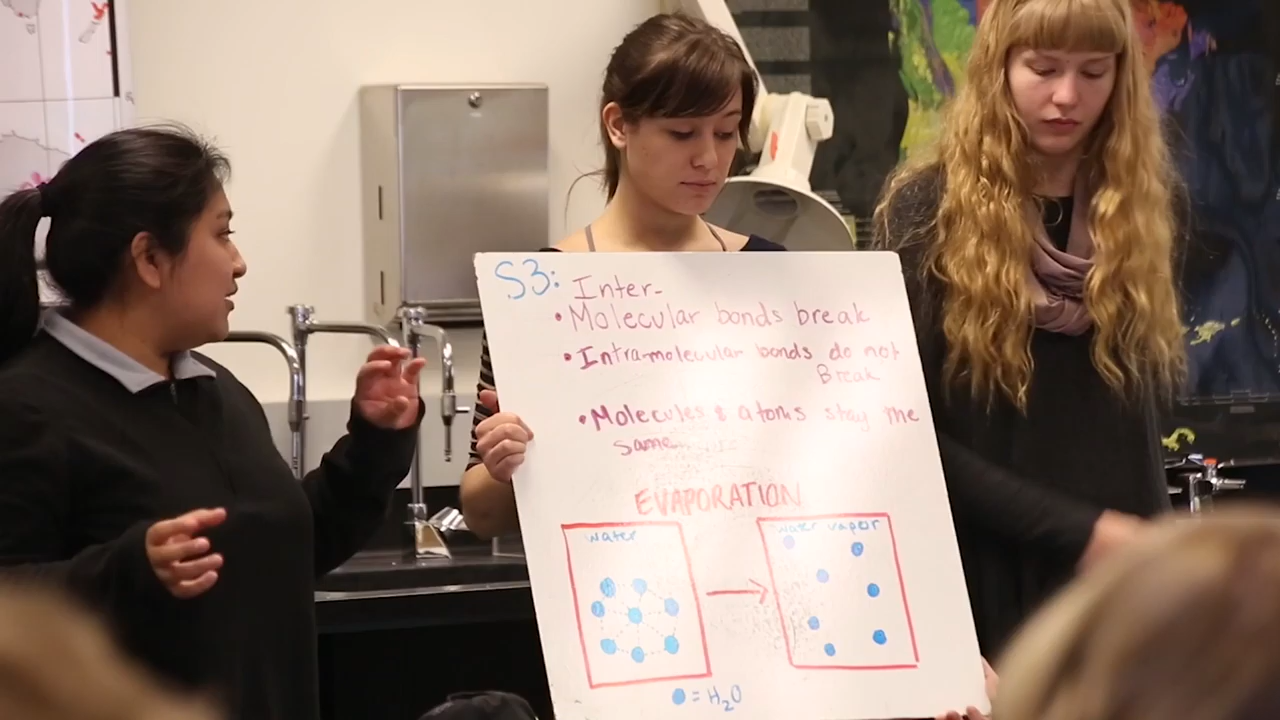 S3: Inter-
• Molecular bonds break
• Intra-molecular bonds do not
Break
• Molecules & atoms stay the
same
EVAPORATION
water
water vapor
= H₂O